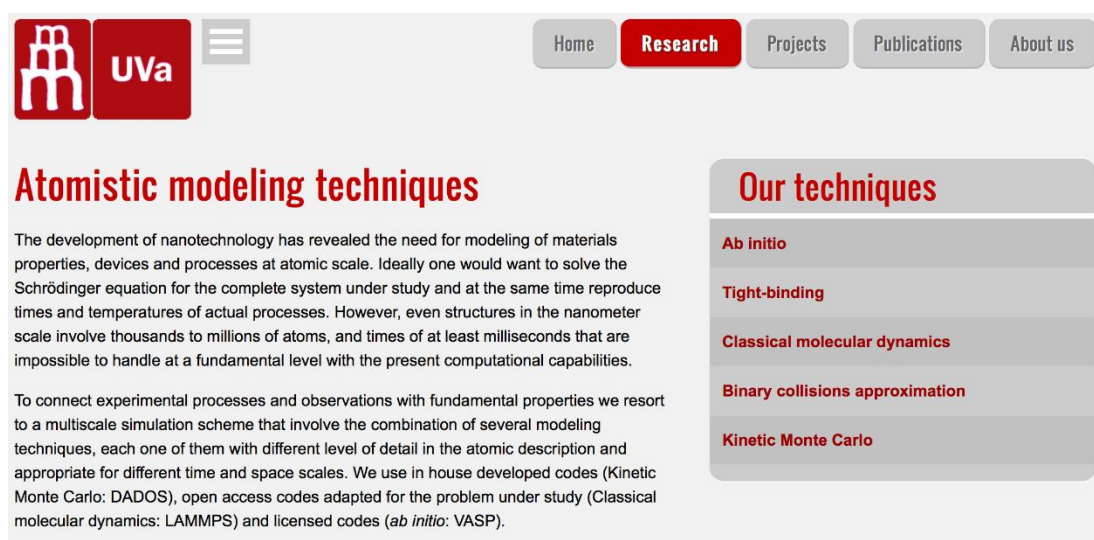 UVa
Home
Research
Projects
Publications
About us
Atomistic modeling techniques
The development of nanotechnology has revealed the need for modeling of materials
properties, devices and processes at atomic scale. Ideally one would want to solve the
Schrödinger equation for the complete system under study and at the same time reproduce
times and temperatures of actual processes. However, even structures in the nanometer
scale involve thousands to millions of atoms, and times of at least milliseconds that are
impossible to handle at a fundamental level with the present computational capabilities.
To connect experimental processes and observations with fundamental properties we resort
to a multiscale simulation scheme that involve the combination of several modeling
techniques, each one of them with different level of detail in the atomic description and
appropriate for different time and space scales. We use in house developed codes (Kinetic
Monte Carlo: DADOS), open access codes adapted for the problem under study (Classical
molecular dynamics: LAMMPS) and licensed codes (ab initio: VASP).
Our techniques
Ab initio
Tight-binding
Classical molecular dynamics
Binary collisions approximation
Kinetic Monte Carlo